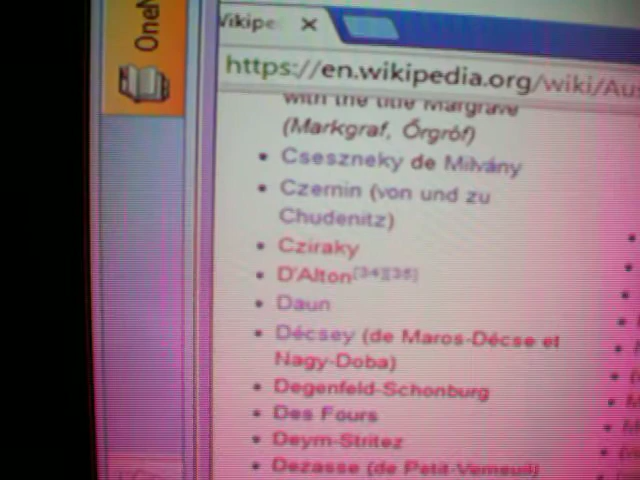 OneN
Wikipe
https://en.wikipedia.org/wiki/Aus
with the title Margrave
(Markgraf, Őrgróf)
• Cseszneky de Milvány
• Czernin (von und zu
Chudenitz)
• Cziraky
• D'Alton[34][35]
• Daun
• Décsey (de Maros-Décse et
Nagy-Doba)
• Degenfeld-Schonburg
• Des Fours
• Deym-Stritez
• Dezasse (de Petit-Verneuil)